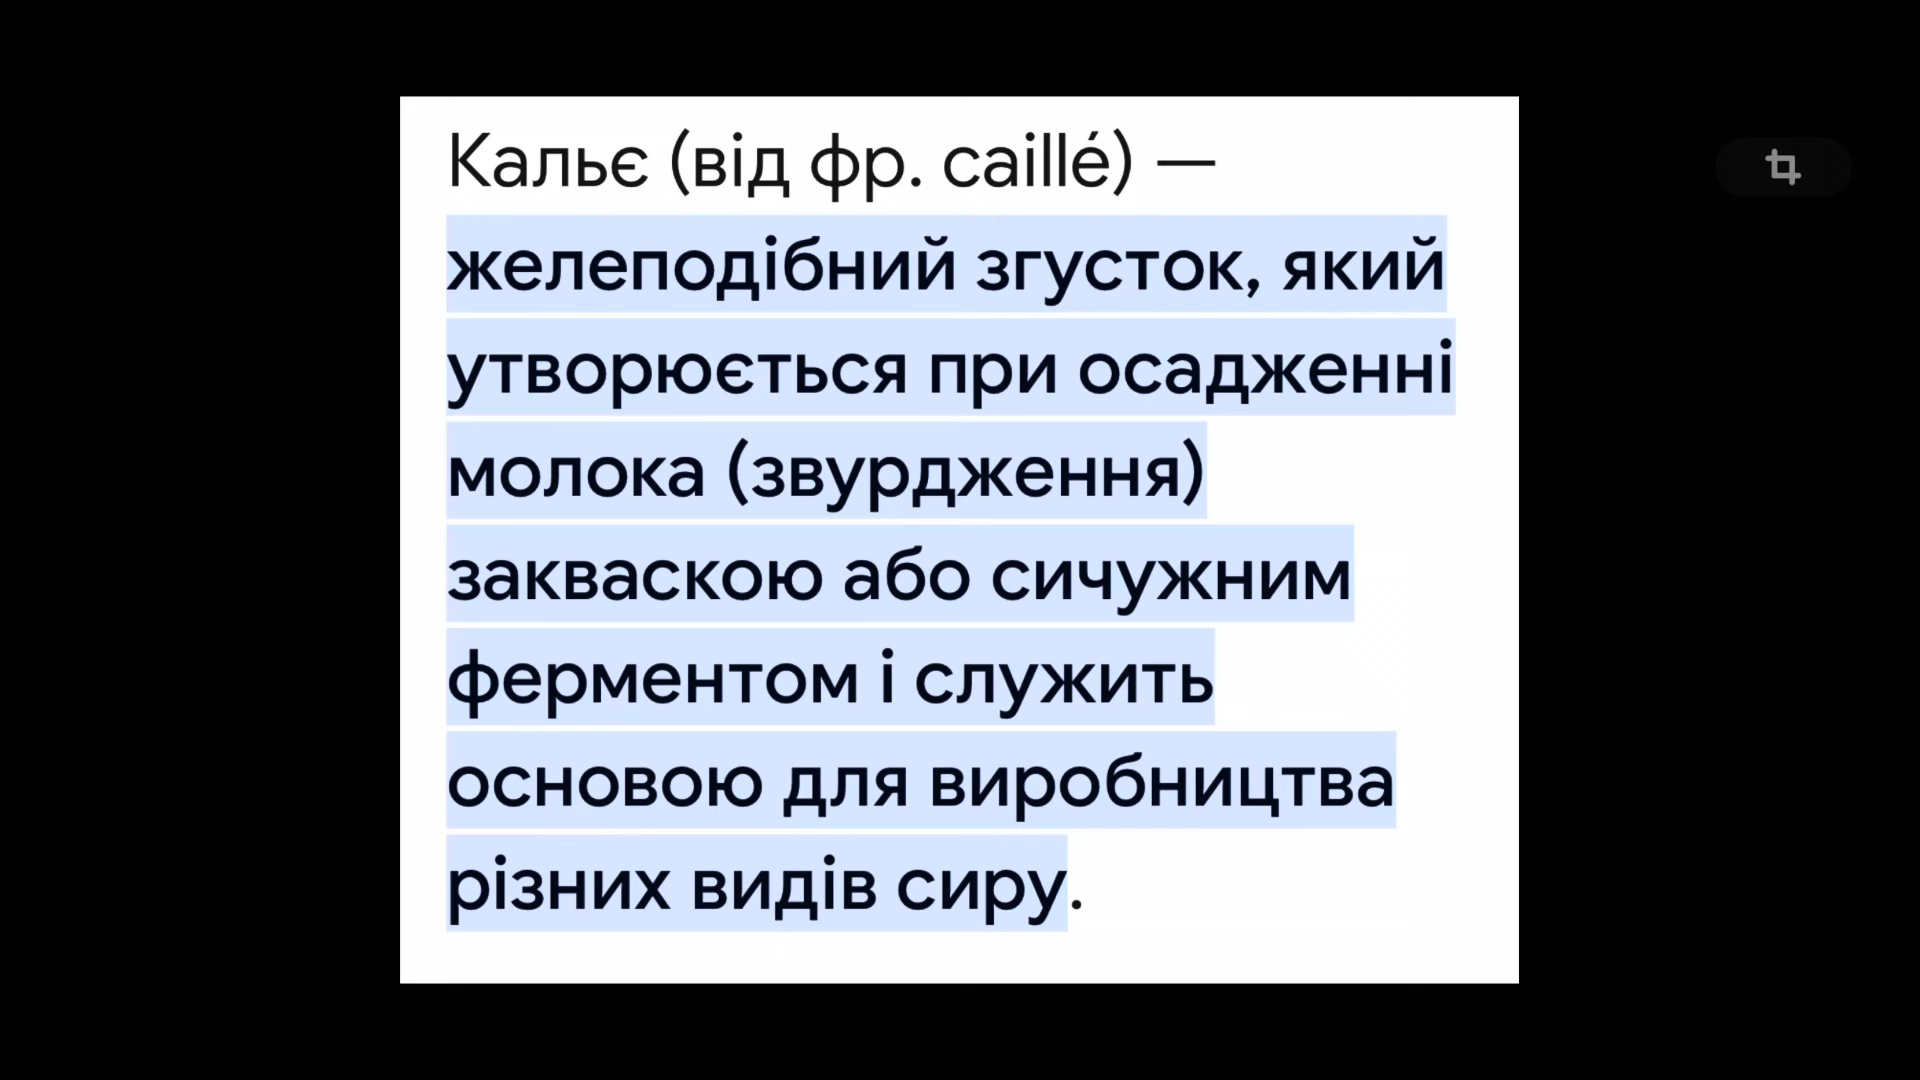 Кальє (від фр. caillé) —
желеподібний згусток, який
утворюється при осадженні
молока (звурдження)
закваскою або сичужним
ферментом і служить
основою для виробництва
різних видів сиру.